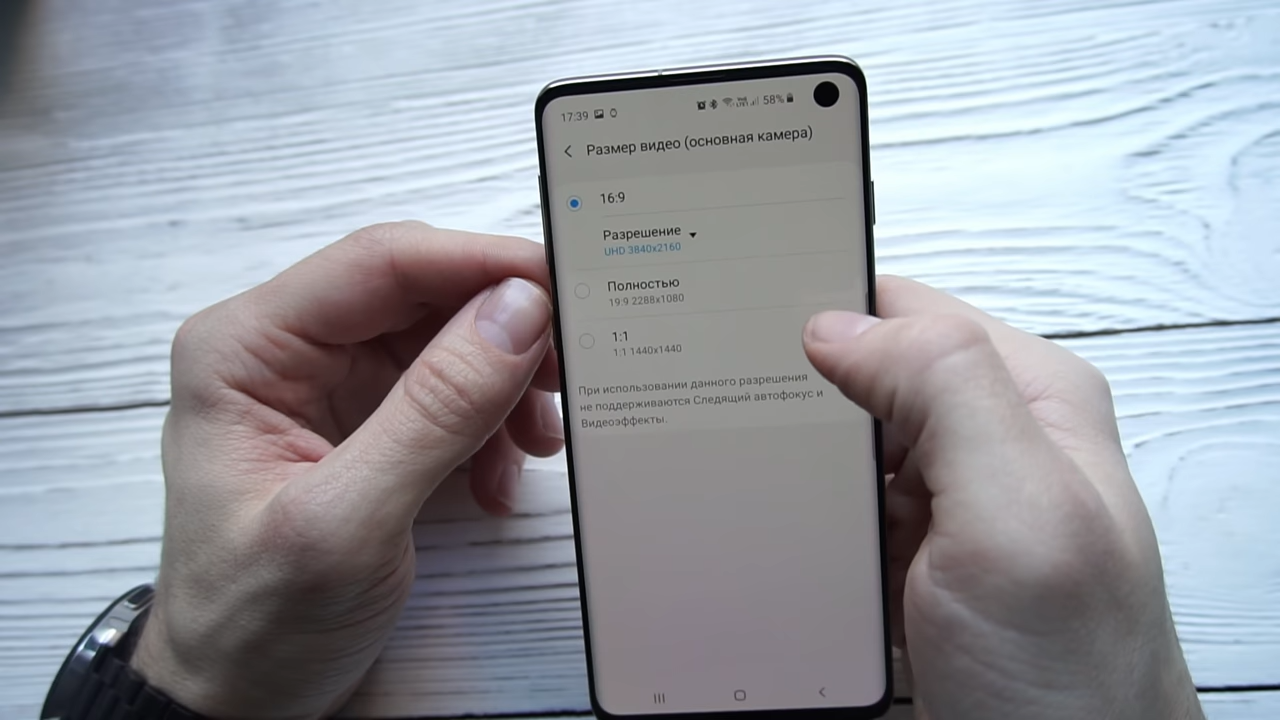 17:39 58%
Размер видео (основная камера)
16:9
Разрешение
UHD 3840x2160
Полностью
19:9 2288x1080
1:1
1:1 1440x1440
При использовании данного разрешения
не поддерживаются Следящий автофокус и
Видеоэффекты.